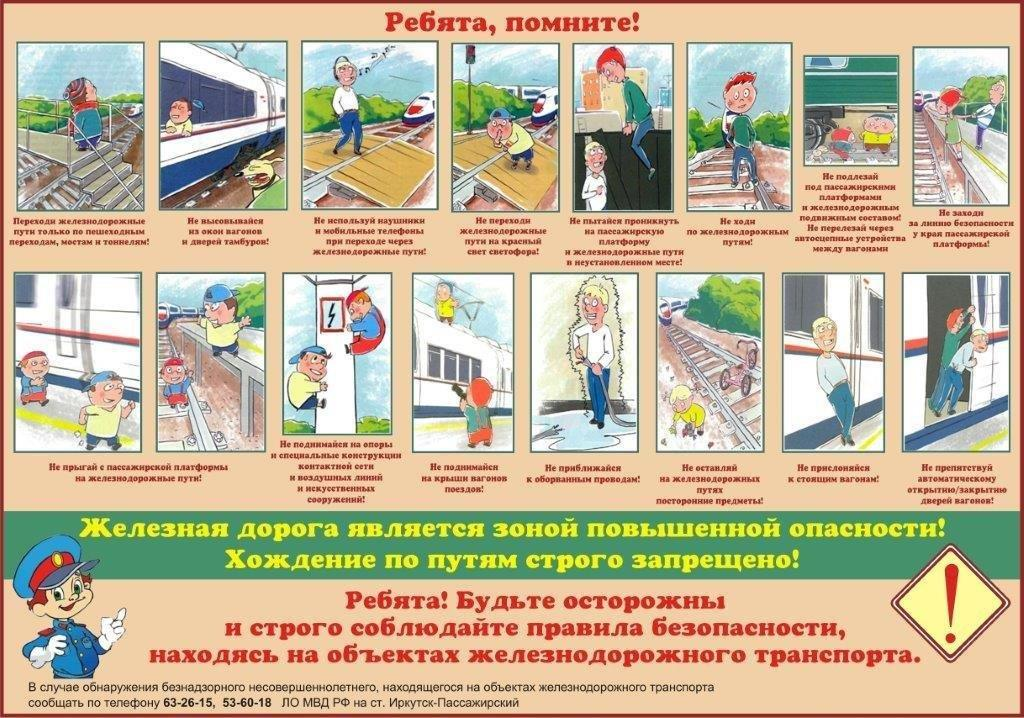 Ребята, помните!
Переходи железнодорожные
пути только по пешеходным
переходам, мостам и тоннелям!
Не высовывайся
из окон вагонов
и дверей тамбуров!
Не используй наушники
и мобильные телефоны
при переходе через
железнодорожные пути!
Не переходи
железнодорожные
пути на красный
свет светофора!
Не пытайся проникнуть
на пассажирскую
платформу
и железнодорожные пути
в неустановленном месте!
Не ходи
по железнодорожным
путям!
Не подлезай
под пассажирскими
платформами
и железнодорожным
подвижным составом!
Не перелезай через
автосцепные устройства
между вагонами
Не заходи
за линию безопасности
у края пассажирской
платформы!
Не прыгай с пассажирской платформы
на железнодорожные пути!
Не поднимайся на опоры
и специальные конструкции
контактной сети
и воздушных линий
и искусственных
сооружений!
Не поднимайся
на крыши вагонов
поездов!
Не приближайся
к оборванным проводам!
Не оставляй
на железнодорожных
путях
посторонние предметы!
Не прислоняйся
к стоящим вагонам!
Не препятствуй
автоматическому
открытию/закрытию
дверей вагонов!
Железная дорога является зоной повышенной опасности!
Хождение по путям строго запрещено!
Ребята! Будьте осторожны
и строго соблюдайте правила безопасности,
находясь на объектах железнодорожного транспорта.
В случае обнаружения безнадзорного несовершеннолетнего, находящегося на объектах железнодорожного транспорта
сообщать по телефону 63-26-15, 53-60-18 ЛО МВД РФ на ст. Иркутск-Пассажирский